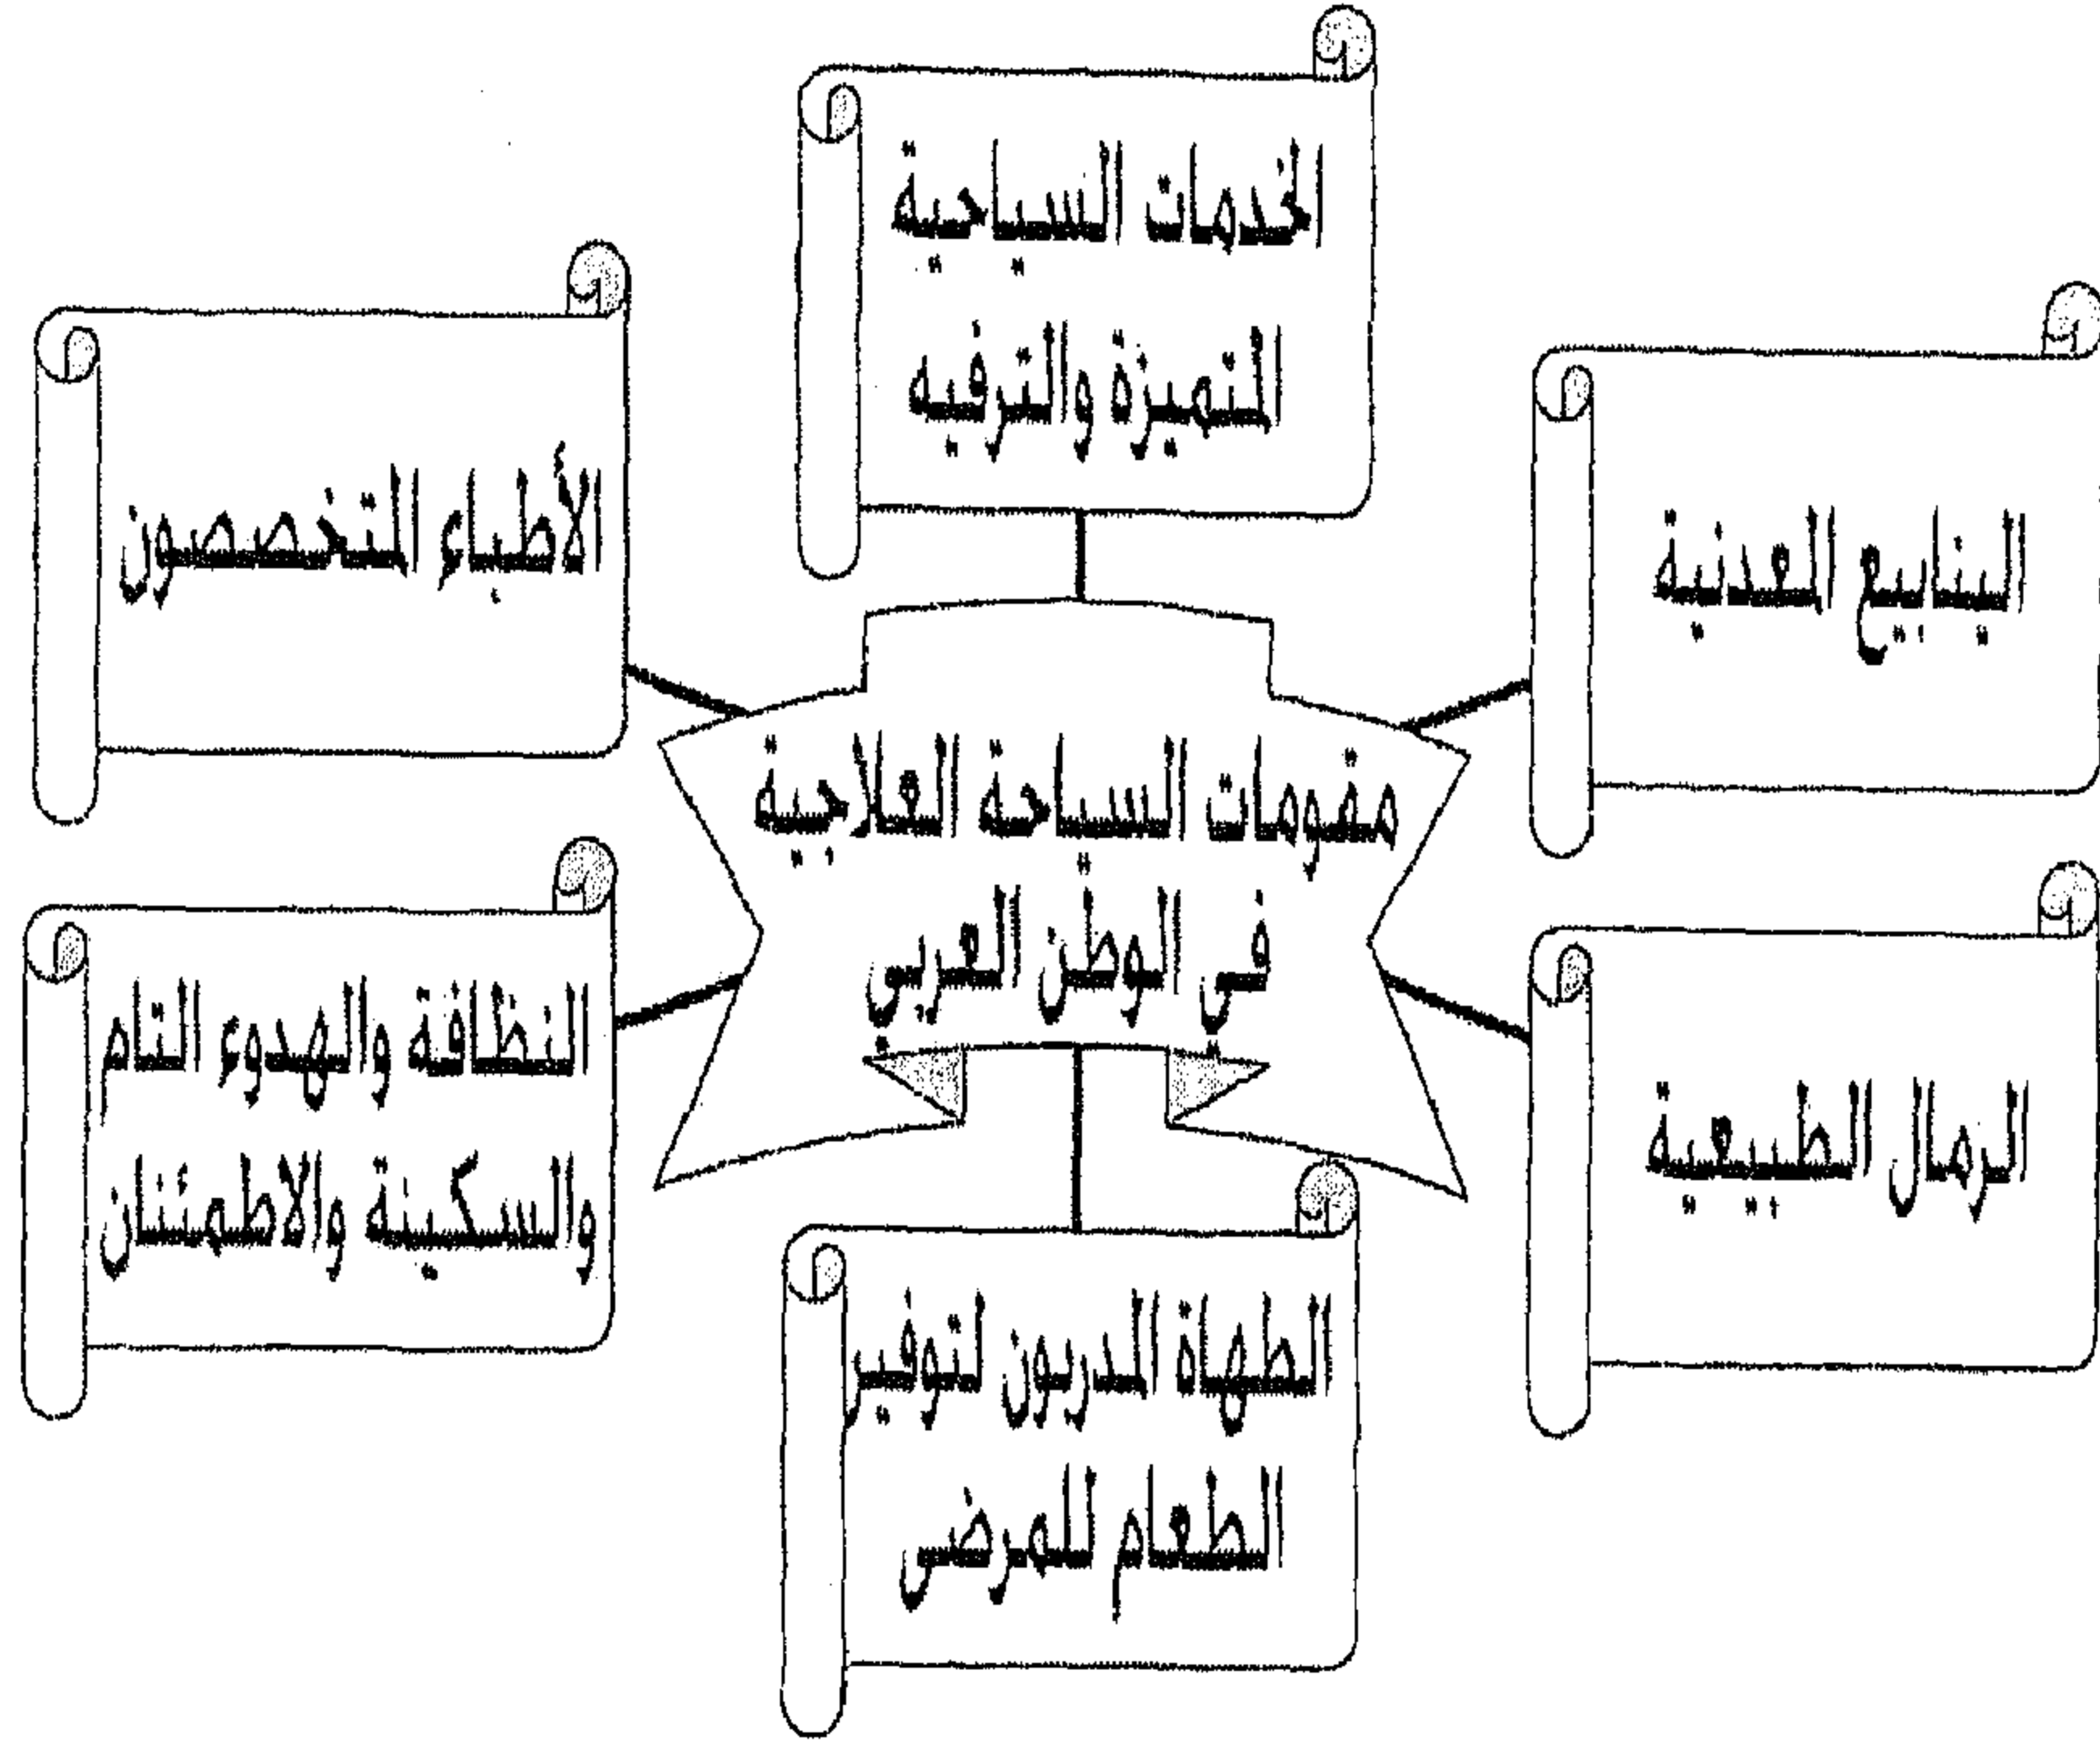 الخدمات السياحية
المتميزة والترفيه
الينابيع المعدنية
الأطباء المتخصصون
مقومات السياحة العلاجية
في الوطن العربي
الرمال الطبيعية
النظافة والهدوء التام
والسكينة والاطمئنان
الطهاة المدربون لتوفير
الطعام للمرضى